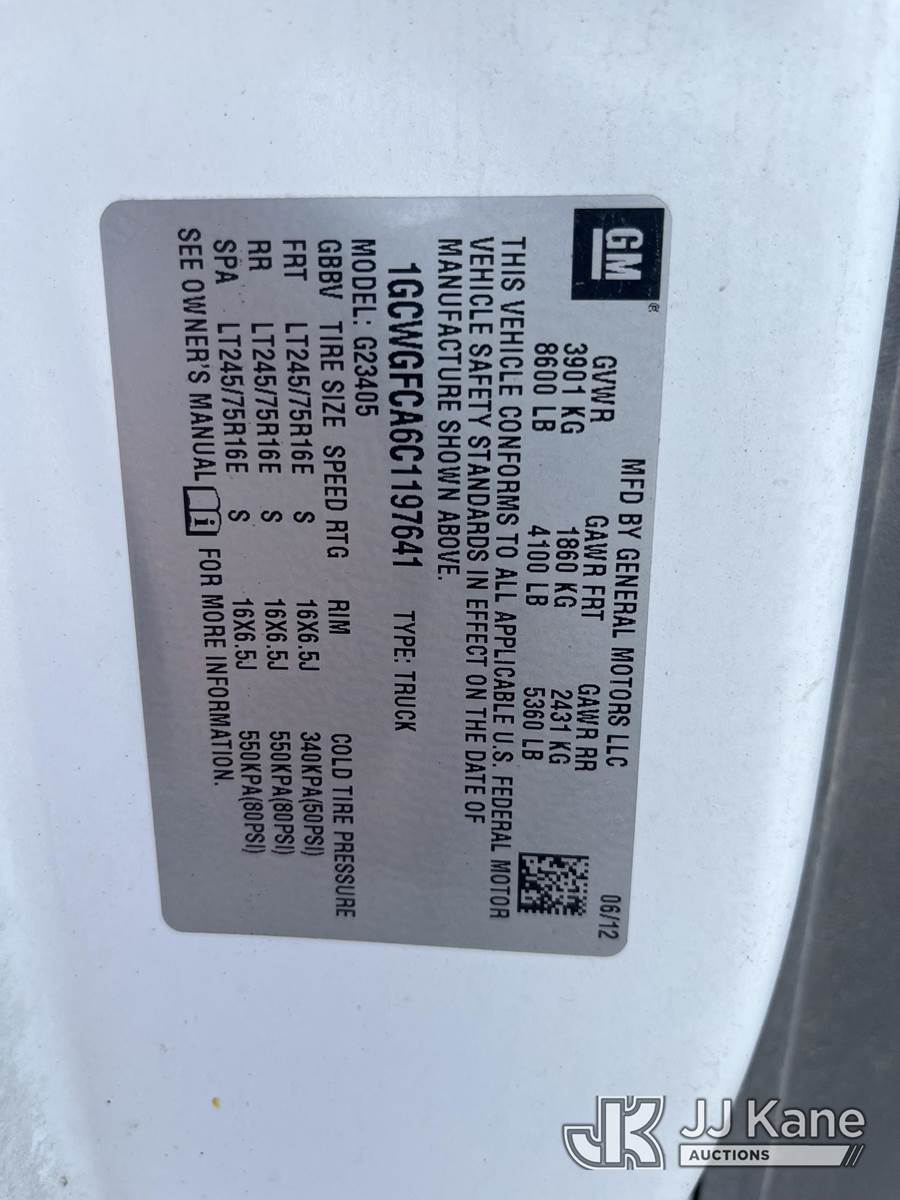 GM®
MFD BY GENERAL MOTORS LLC 06/12
GVWR GAWR FRT GAWR RR
3901 KG 1860 KG 2431 KG
8600 LB 4100 LB 5360 LB
THIS VEHICLE CONFORMS TO ALL APPLICABLE U.S. FEDERAL MOTOR
VEHICLE SAFETY STANDARDS IN EFFECT ON THE DATE OF
MANUFACTURE SHOWN ABOVE.
1GCWGFCA6C1197641 TYPE: TRUCK
MODEL: G23405
GBBV TIRE SIZE SPEED RTG RIM COLD TIRE PRESSURE
FRT LT245/75R16E S 16X6.5J 340KPA(50PSI)
RR LT245/75R16E S 16X6.5J 550KPA(80PSI)
SPA LT245/75R16E S 16X6.5J 550KPA(80PSI)
SEE OWNER'S MANUAL i FOR MORE INFORMATION.
JK JJ Kane
AUCTIONS